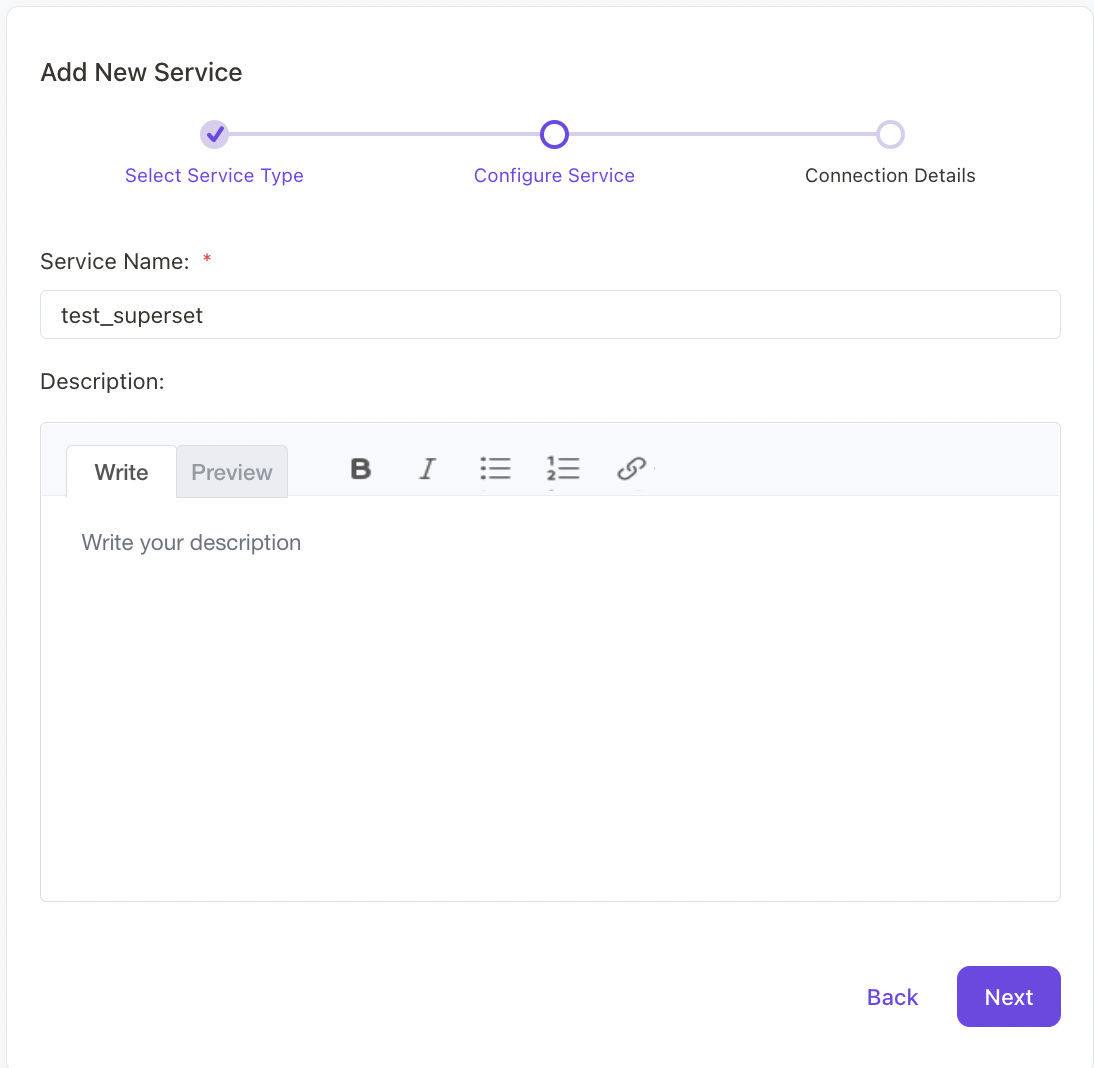 Add New Service
Select Service Type
Configure Service
Connection Details
Service Name: *
test_superset
Description:
Write Preview B I
Write your description
Back Next